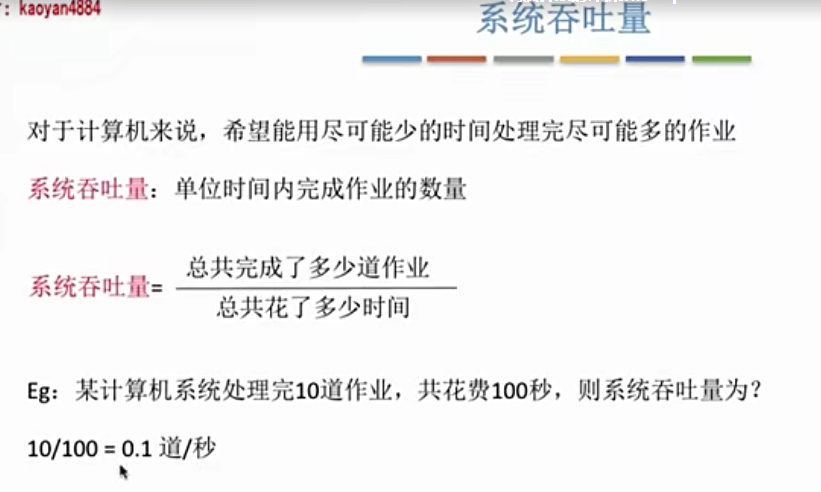 ：kaoyan4884
系统吞吐量
对于计算机来说，希望能用尽可能少的时间处理完尽可能多的作业
系统吞吐量：单位时间内完成作业的数量
系统吞吐量=
总共完成了多少道作业
总共花了多少时间
Eg：某计算机系统处理完10道作业，共花费100秒，则系统吞吐量为？
10/100 = 0.1 道/秒